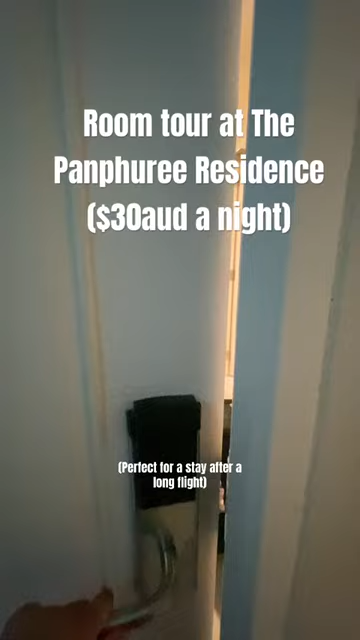 Room tour at The
Panphuree Residence
($30aud a night)
(Perfect for a stay after a
long flight)